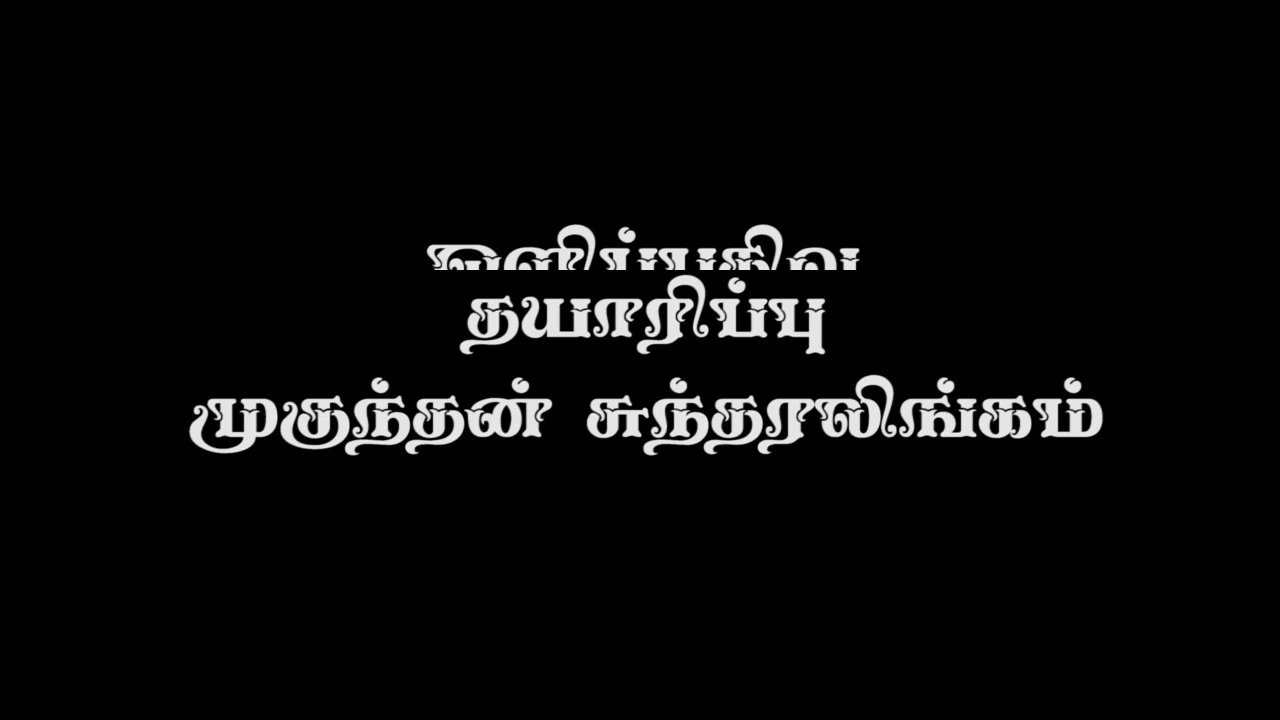 தயாரிப்பு
முகுந்தன் சுந்தரலிங்கம்